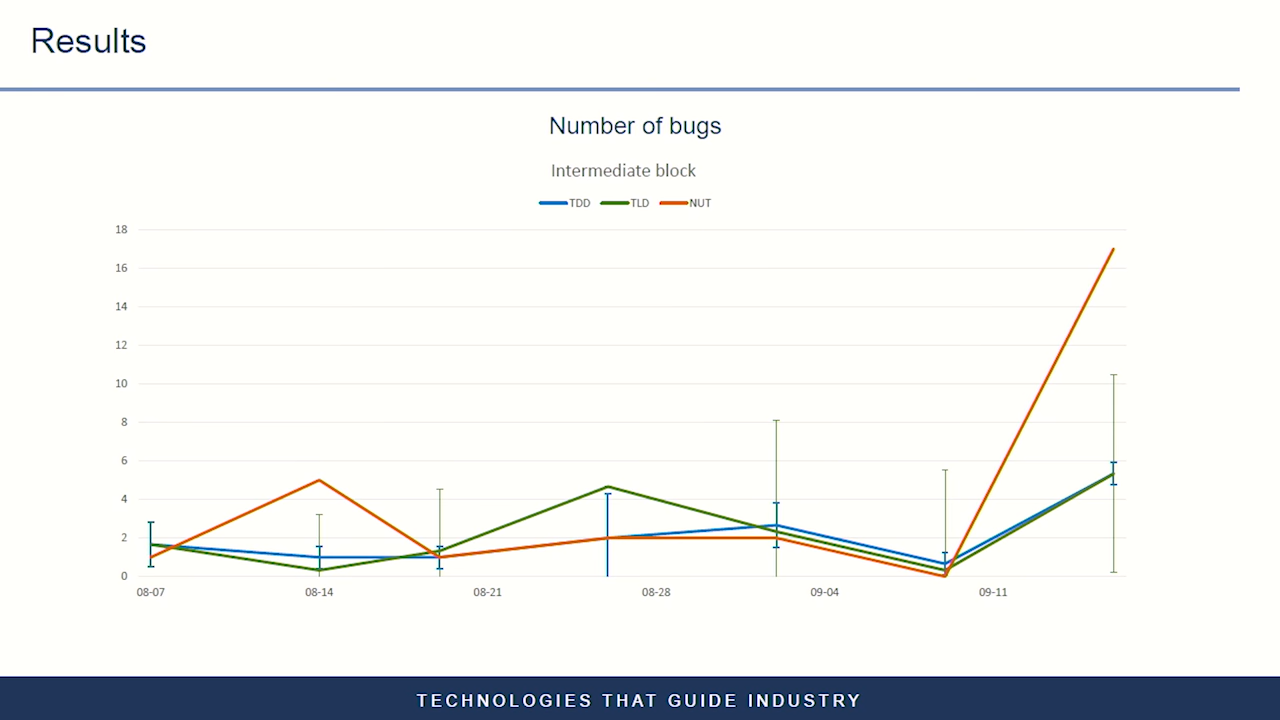 Results
Number of bugs
Intermediate block
TDD TLD NUT
18
16
14
12
10
8
6
4
2
0
08-07 08-14 08-21 08-28 09-04 09-11
TECHNOLOGIES THAT GUIDE INDUSTRY